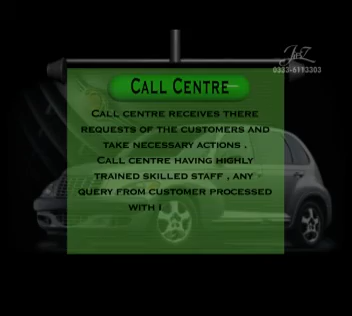 JafZ
0333-6193303
CALL CENTRE
CALL CENTRE RECEIVES THERE
REQUESTS OF THE CUSTOMERS AND
TAKE NECESSARY ACTIONS .
CALL CENTRE HAVING HIGHLY
TRAINED SKILLED STAFF , ANY
QUERY FROM CUSTOMER PROCESSED
WITH I